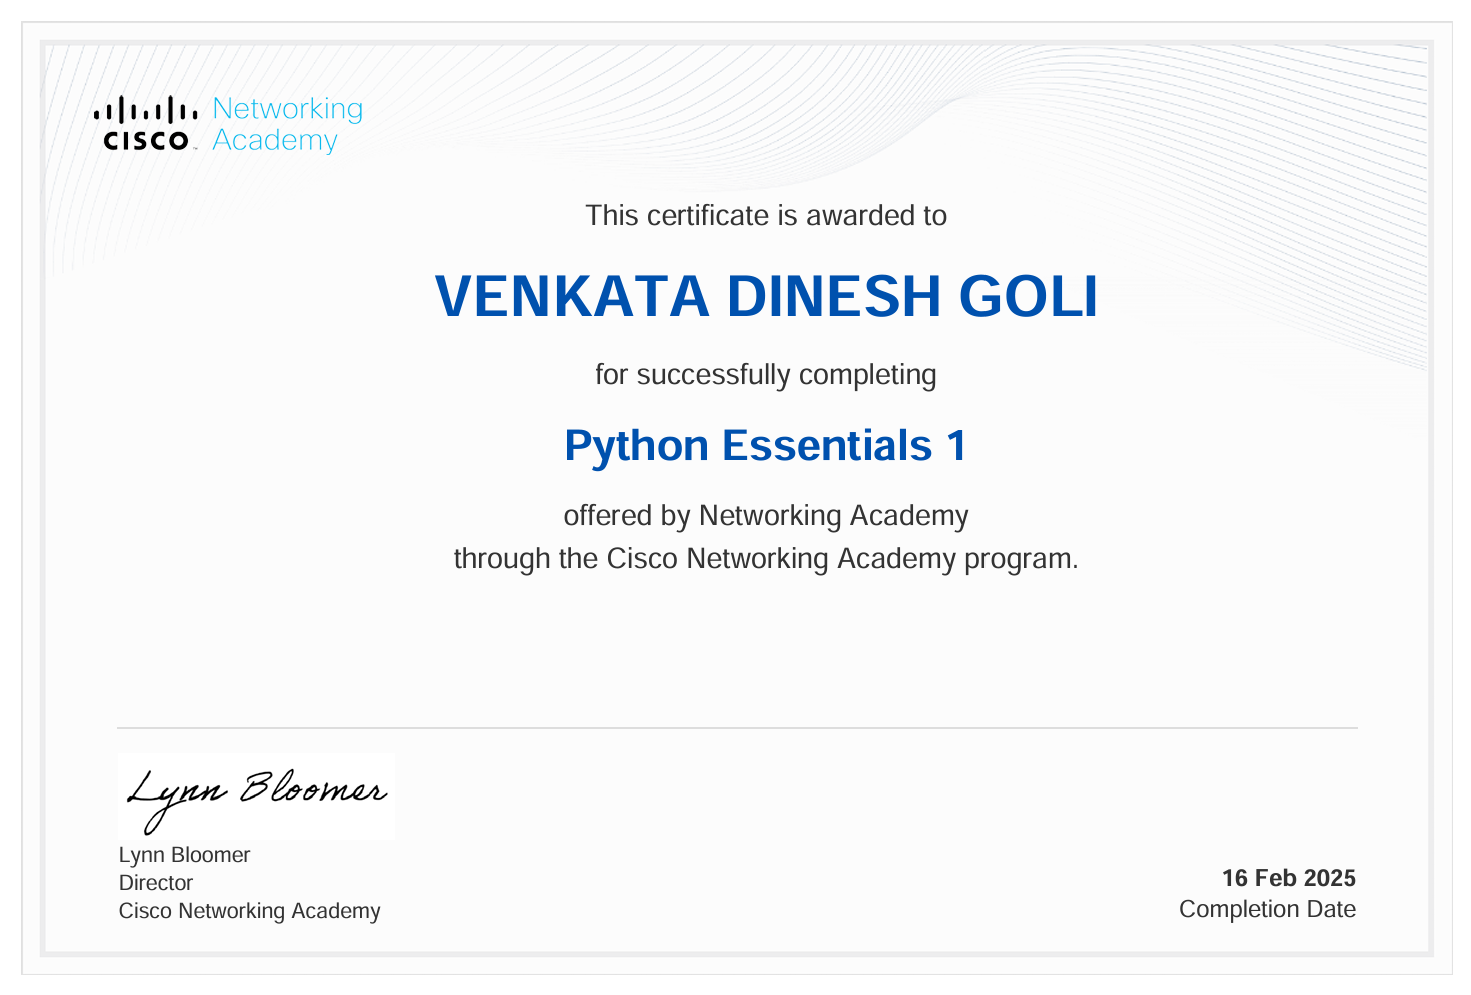 CISCO™ Networking
Academy
This certificate is awarded to
VENKATA DINESH GOLI
for successfully completing
Python Essentials 1
offered by Networking Academy
through the Cisco Networking Academy program.
Lynn Bloomer
Lynn Bloomer
Director
Cisco Networking Academy
16 Feb 2025
Completion Date